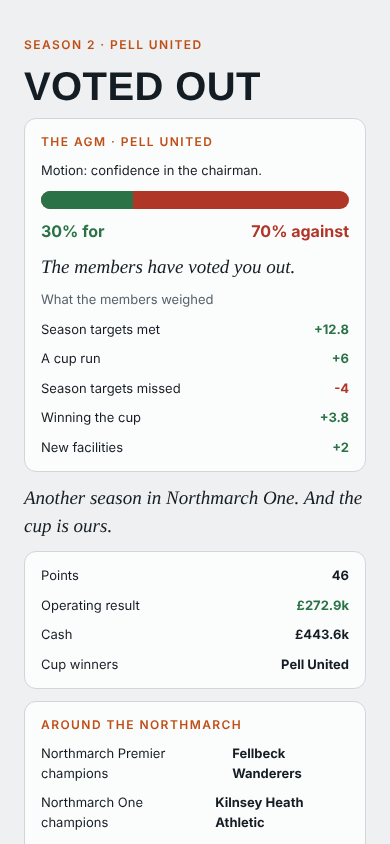 SEASON 2 · PELL UNITED
VOTED OUT
THE AGM · PELL UNITED
Motion: confidence in the chairman.
30% for 70% against
The members have voted you out.
What the members weighed
Season targets met +12.8
A cup run +6
Season targets missed -4
Winning the cup +3.8
New facilities +2
Another season in Northmarch One. And the
cup is ours.
Points 46
Operating result £272.9k
Cash £443.6k
Cup winners Pell United
AROUND THE NORTHMARCH
Northmarch Premier Fellbeck
champions Wanderers
Northmarch One Kilnsey Heath
champions Athletic